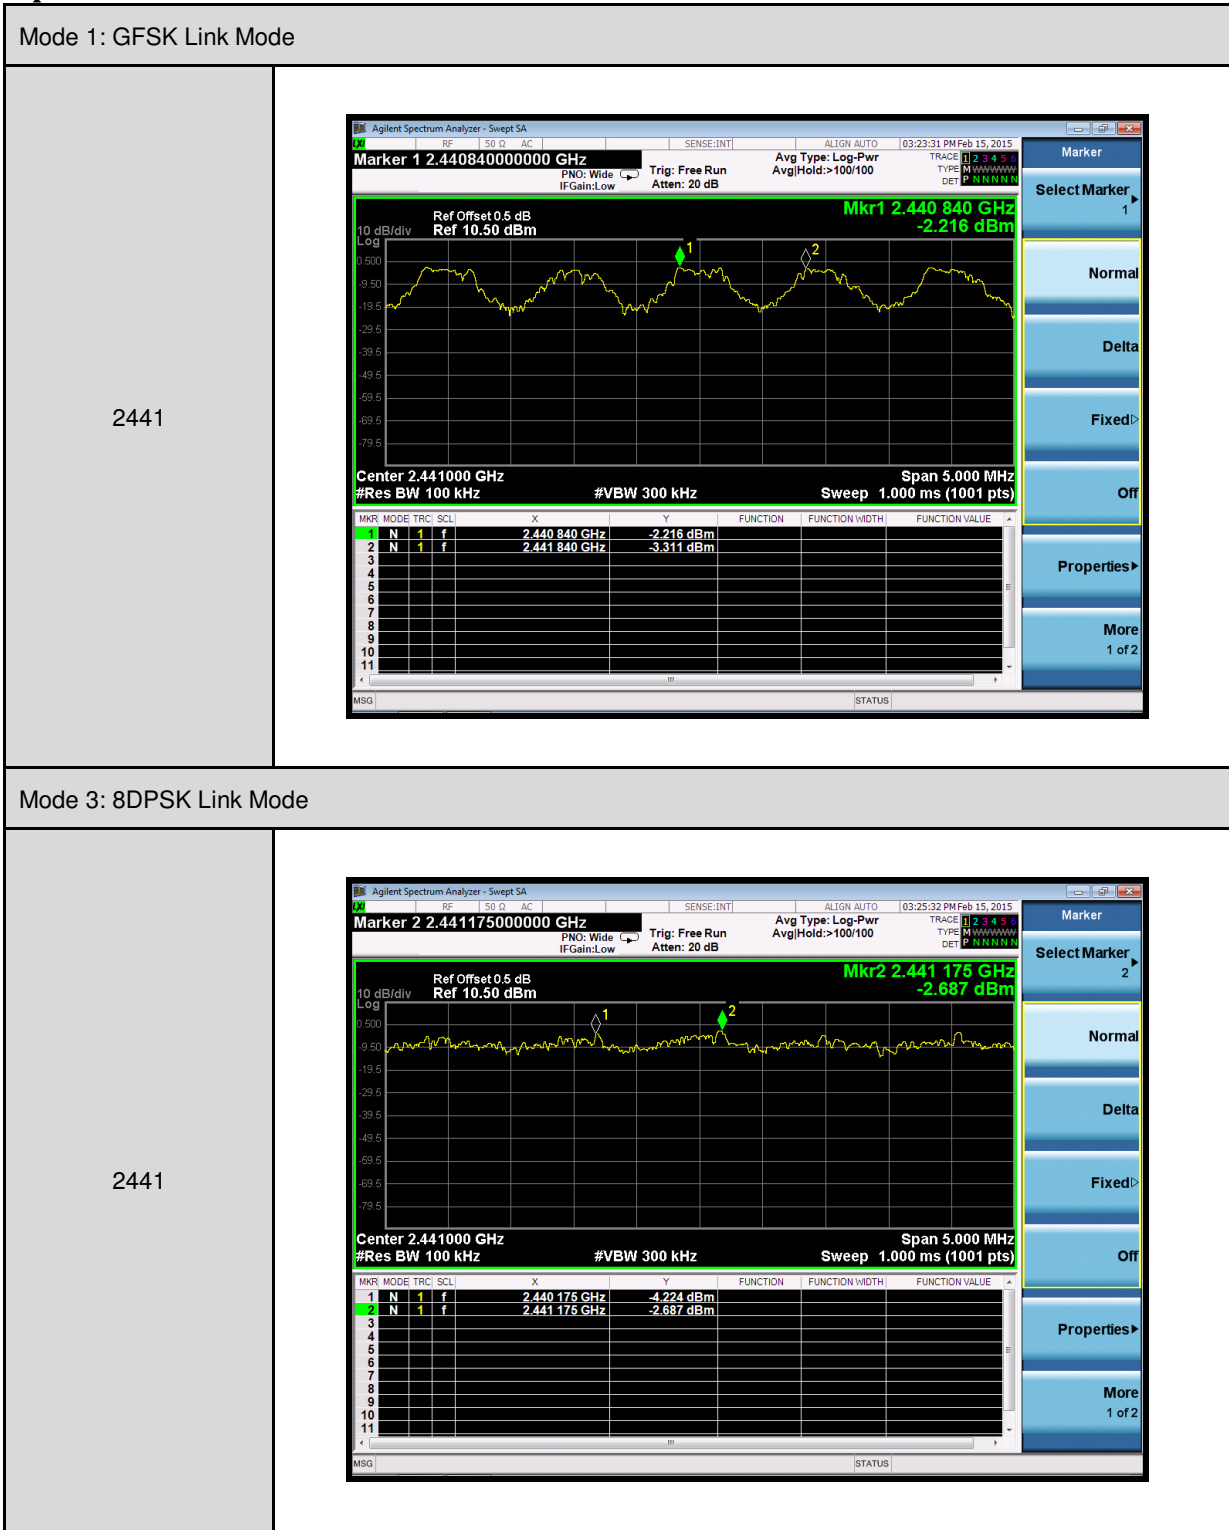 Mode 1: GFSK Link Mode
2441
Agilent Spectrum Analyzer - Swept SA
LXI RF 50 Ω AC SENSE:INT ALIGN AUTO 03:23:31 PM Feb 15, 2015
Marker 1 2.440840000000 GHz
PNO: Wide
IFGain:Low
Trig: Free Run
Atten: 20 dB
Avg Type: Log-Pwr
Avg|Hold:>100/100
TRACE 1 2 3 4 5 6
TYPE M WWWWW
DET P N N N N N
Ref Offset 0.5 dB
10 dB/div Ref 10.50 dBm
Log
Mkr1 2.440 840 GHz
-2.216 dBm
1
2
0.500
-9.50
-19.5
-29.5
-39.5
-49.5
-59.5
-69.5
-79.5
Center 2.441000 GHz Span 5.000 MHz
#Res BW 100 kHz #VBW 300 kHz Sweep 1.000 ms (1001 pts)
MKR MODE TRC SCL X Y FUNCTION FUNCTION WIDTH FUNCTION VALUE
1 N 1 f 2.440 840 GHz -2.216 dBm
2 N 1 f 2.441 840 GHz -3.311 dBm
3
4
5
6
7
8
9
10
11
MSG STATUS
Marker
Select Marker
1
Normal
Delta
Fixed
Off
Properties
More
1 of 2
Mode 3: 8DPSK Link Mode
2441
Agilent Spectrum Analyzer - Swept SA
LXI RF 50 Ω AC SENSE:INT ALIGN AUTO 03:25:32 PM Feb 15, 2015
Marker 2 2.441175000000 GHz
PNO: Wide
IFGain:Low
Trig: Free Run
Atten: 20 dB
Avg Type: Log-Pwr
Avg|Hold:>100/100
TRACE 1 2 3 4 5 6
TYPE M WWWWW
DET P N N N N N
Ref Offset 0.5 dB
10 dB/div Ref 10.50 dBm
Log
Mkr2 2.441 175 GHz
-2.687 dBm
1
2
0.500
-9.50
-19.5
-29.5
-39.5
-49.5
-59.5
-69.5
-79.5
Center 2.441000 GHz Span 5.000 MHz
#Res BW 100 kHz #VBW 300 kHz Sweep 1.000 ms (1001 pts)
MKR MODE TRC SCL X Y FUNCTION FUNCTION WIDTH FUNCTION VALUE
1 N 1 f 2.440 175 GHz -4.224 dBm
2 N 1 f 2.441 175 GHz -2.687 dBm
3
4
5
6
7
8
9
10
11
MSG STATUS
Marker
Select Marker
2
Normal
Delta
Fixed
Off
Properties
More
1 of 2